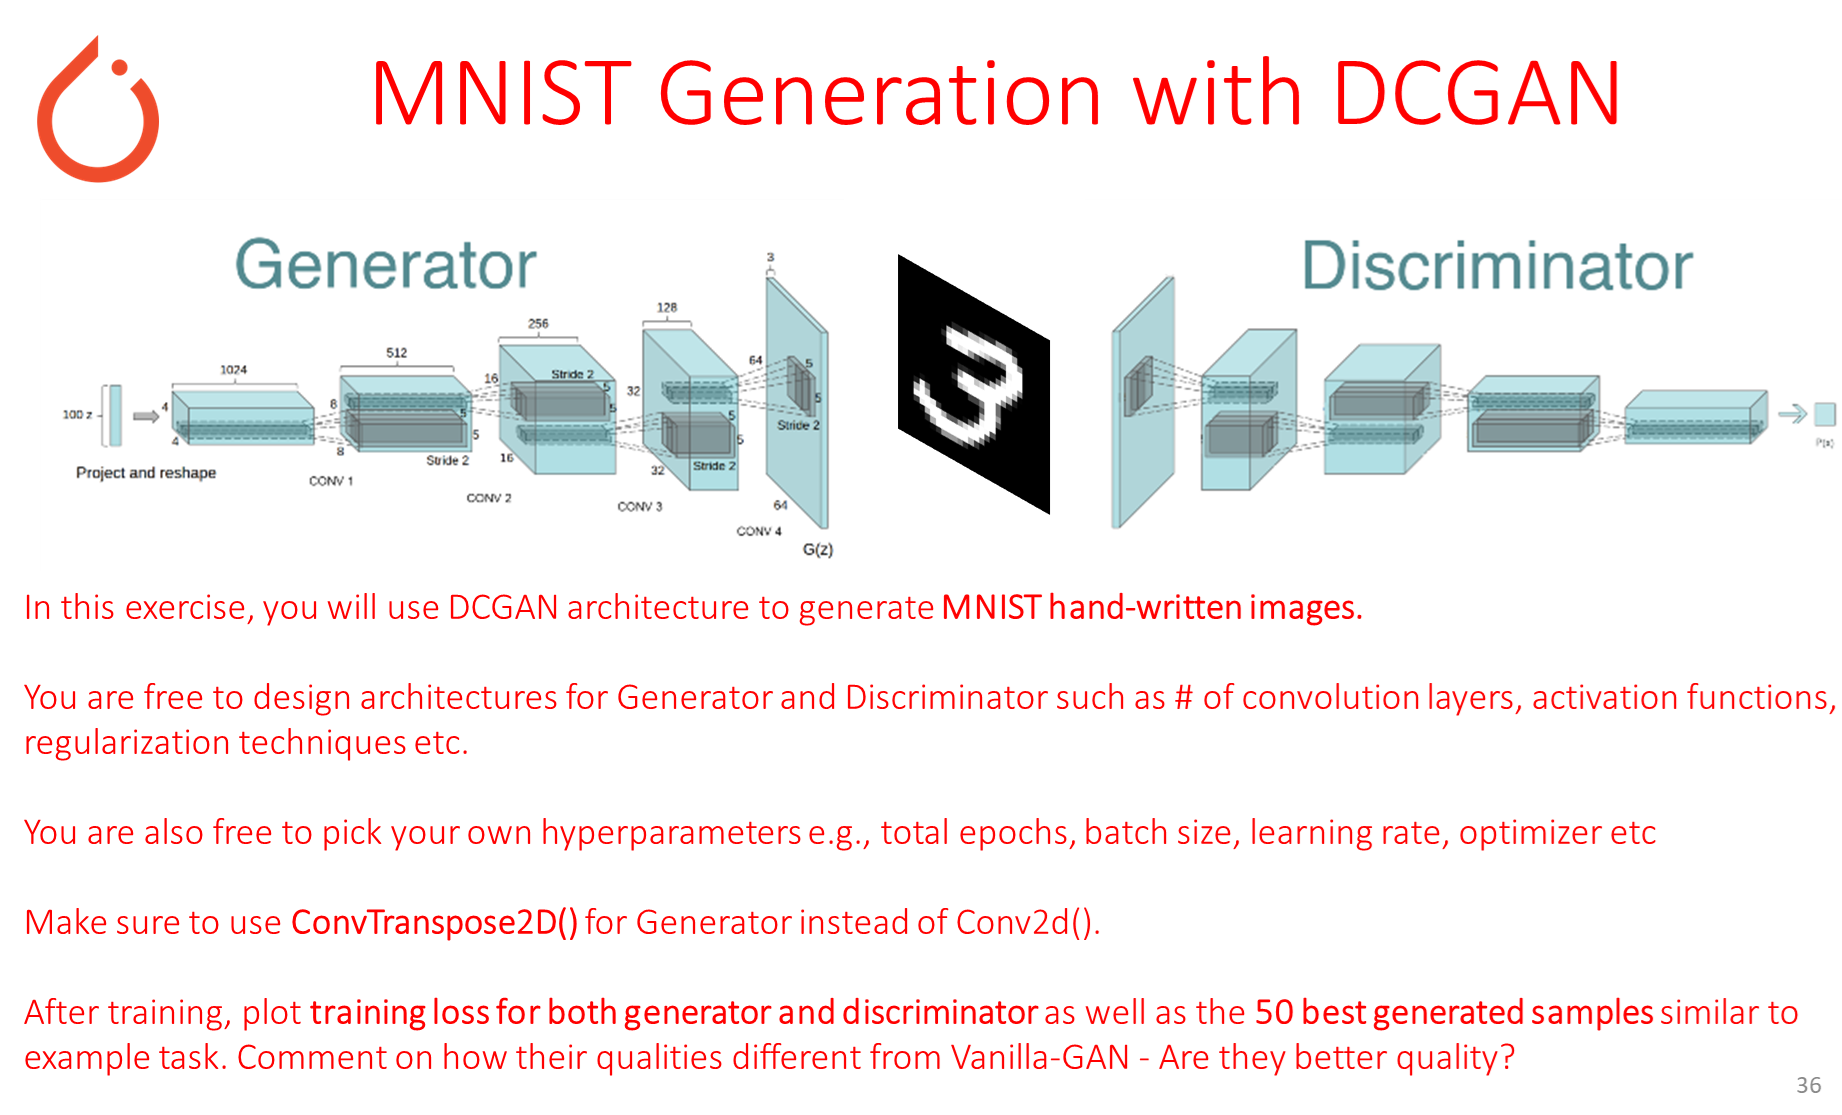 MNIST Generation with DCGAN
Generator
Discriminator
3
128
256
512
1024
100 z
4
4
8
8
5
5
Stride 2
16
16
Stride 2
5
5
32
32
5
5
Stride 2
64
64
5
5
Stride 2
Project and reshape
CONV 1
CONV 2
CONV 3
CONV 4
G(z)
P(x)
In this exercise, you will use DCGAN architecture to generate MNIST hand-written images.
You are free to design architectures for Generator and Discriminator such as # of convolution layers, activation functions,
regularization techniques etc.
You are also free to pick your own hyperparameters e.g., total epochs, batch size, learning rate, optimizer etc
Make sure to use ConvTranspose2D() for Generator instead of Conv2d().
After training, plot training loss for both generator and discriminator as well as the 50 best generated samples similar to
example task. Comment on how their qualities different from Vanilla-GAN - Are they better quality?
36